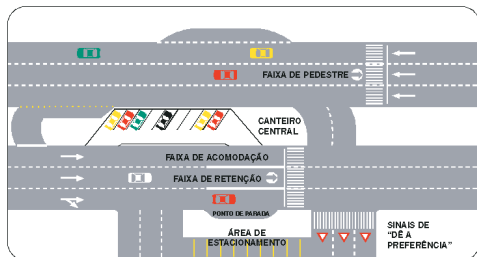 FAIXA DE PEDESTRE
CANTEIRO
CENTRAL
FAIXA DE ACOMODAÇÃO
FAIXA DE RETENÇÃO
PONTO DE PARADA
ÁREA DE
ESTACIONAMENTO
SINAIS DE
"DÊ A
PREFERÊNCIA"